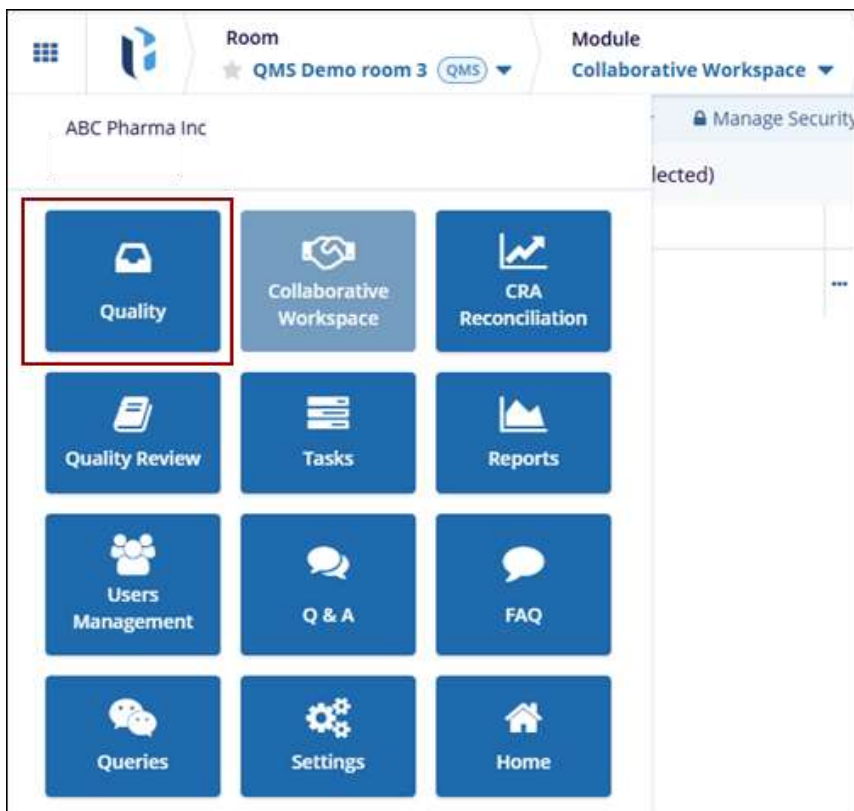 Room
Module
QMS Demo room 3 QMS
Collaborative Workspace
ABC Pharma Inc
Manage Security
lected)
Quality
Collaborative
Workspace
CRA
Reconciliation
Quality Review
Tasks
Reports
Users
Management
Q & A
FAQ
Queries
Settings
Home